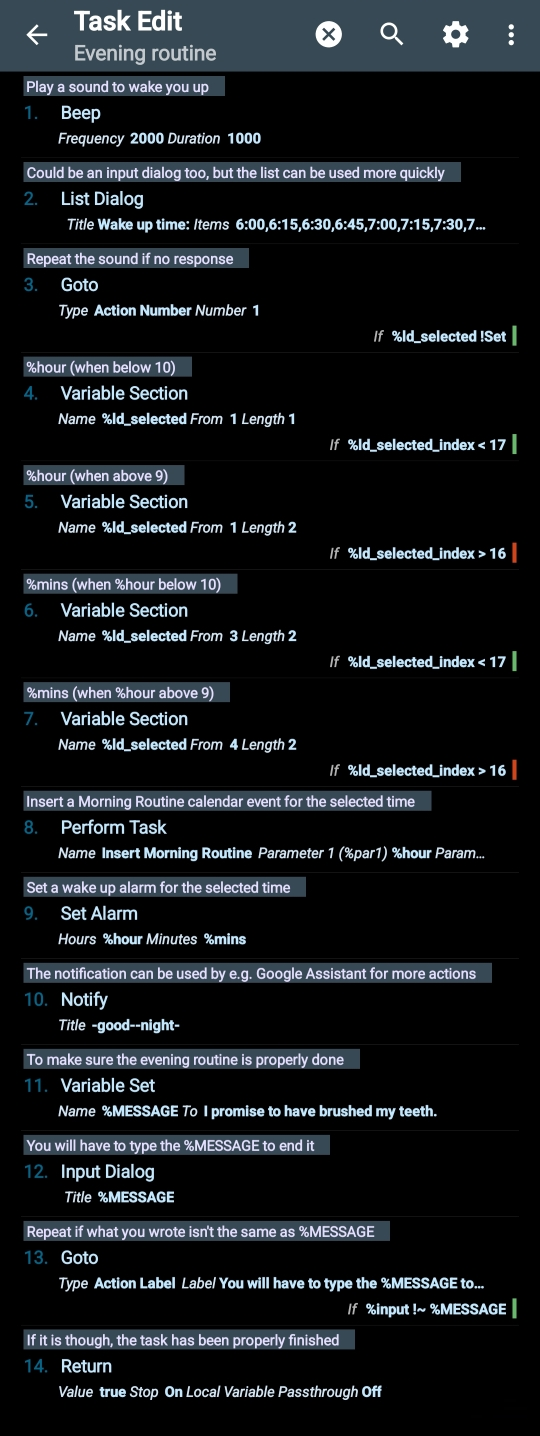 Task Edit
Evening routine
Play a sound to wake you up
1. Beep
Frequency 2000 Duration 1000
Could be an input dialog too, but the list can be used more quickly
2. List Dialog
Title Wake up time: Items 6:00,6:15,6:30,6:45,7:00,7:15,7:30,7...
Repeat the sound if no response
3. Goto
Type Action Number Number 1
If %ld_selected !Set
%hour (when below 10)
4. Variable Section
Name %ld_selected From 1 Length 1
If %ld_selected_index < 17
%hour (when above 9)
5. Variable Section
Name %ld_selected From 1 Length 2
If %ld_selected_index > 16
%mins (when %hour below 10)
6. Variable Section
Name %ld_selected From 3 Length 2
If %ld_selected_index < 17
%mins (when %hour above 9)
7. Variable Section
Name %ld_selected From 4 Length 2
If %ld_selected_index > 16
Insert a Morning Routine calendar event for the selected time
8. Perform Task
Name Insert Morning Routine Parameter 1 (%par1) %hour Param...
Set a wake up alarm for the selected time
9. Set Alarm
Hours %hour Minutes %mins
The notification can be used by e.g. Google Assistant for more actions
10. Notify
Title -good--night-
To make sure the evening routine is properly done
11. Variable Set
Name %MESSAGE To I promise to have brushed my teeth.
You will have to type the %MESSAGE to end it
12. Input Dialog
Title %MESSAGE
Repeat if what you wrote isn't the same as %MESSAGE
13. Goto
Type Action Label Label You will have to type the %MESSAGE to...
If %input !~ %MESSAGE
If it is though, the task has been properly finished
14. Return
Value true Stop On Local Variable Passthrough Off